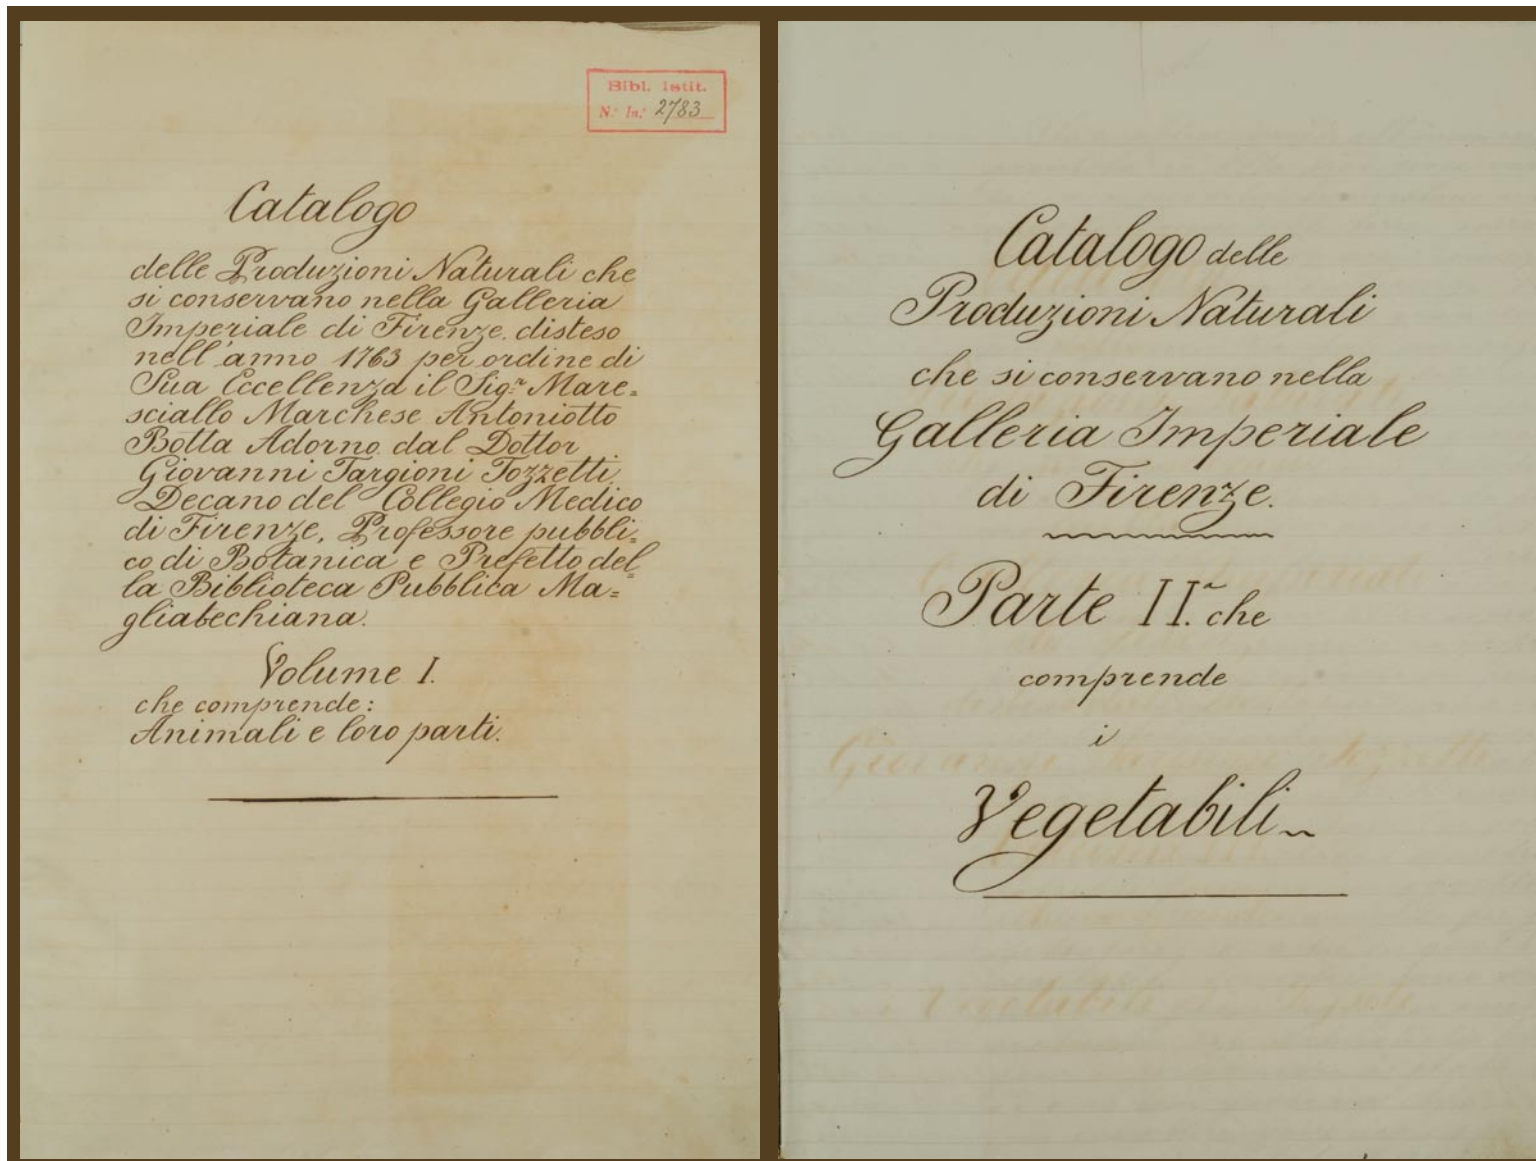 Bibl. Istit.
N.º In.º 2783
Catalogo
delle Produzioni Naturali che
si conservano nella Galleria
Imperiale di Firenze. disteso
nell'anno 1763 per ordine di
Sua Eccellenza il Sig.r Mare=
sciallo Marchese Antoniotto
Botta Adorno dal Dottor
Giovanni Targioni Tozzetti.
Decano del Collegio Medico
di Firenze, Professore pubbli=
co di Botanica e Prefetto del=
la Biblioteca Pubblica Ma=
gliabechiana.
Volume I.
che comprende:
Animali e loro parti.
Catalogo delle
Produzioni Naturali
che si conservano nella
Galleria Imperiale
di Firenze.
Parte II.a che
comprende
i
Vegetabili